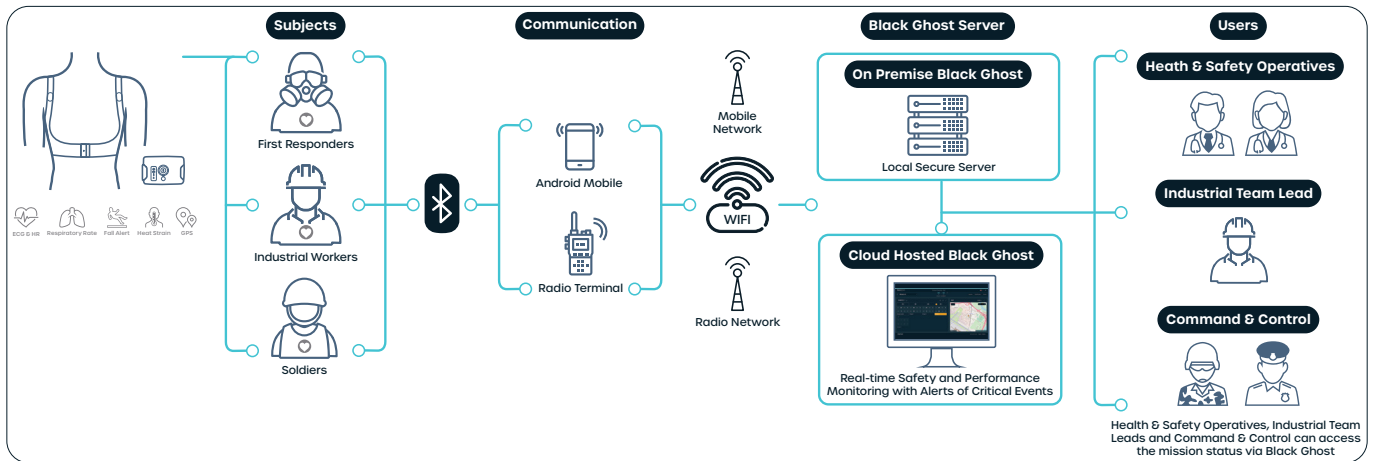 Subjects
Communication
Black Ghost Server
Users
ECG & HR
Respiratory Rate
Fall Alert
Heat Strain
GPS
First Responders
Industrial Workers
Soldiers
Android Mobile
Radio Terminal
Mobile
Network
WIFI
Radio Network
On Premise Black Ghost
Local Secure Server
Cloud Hosted Black Ghost
Real-time Safety and Performance
Monitoring with Alerts of Critical Events
Heath & Safety Operatives
Industrial Team Lead
Command & Control
Health & Safety Operatives, Industrial Team
Leads and Command & Control can access
the mission status via Black Ghost